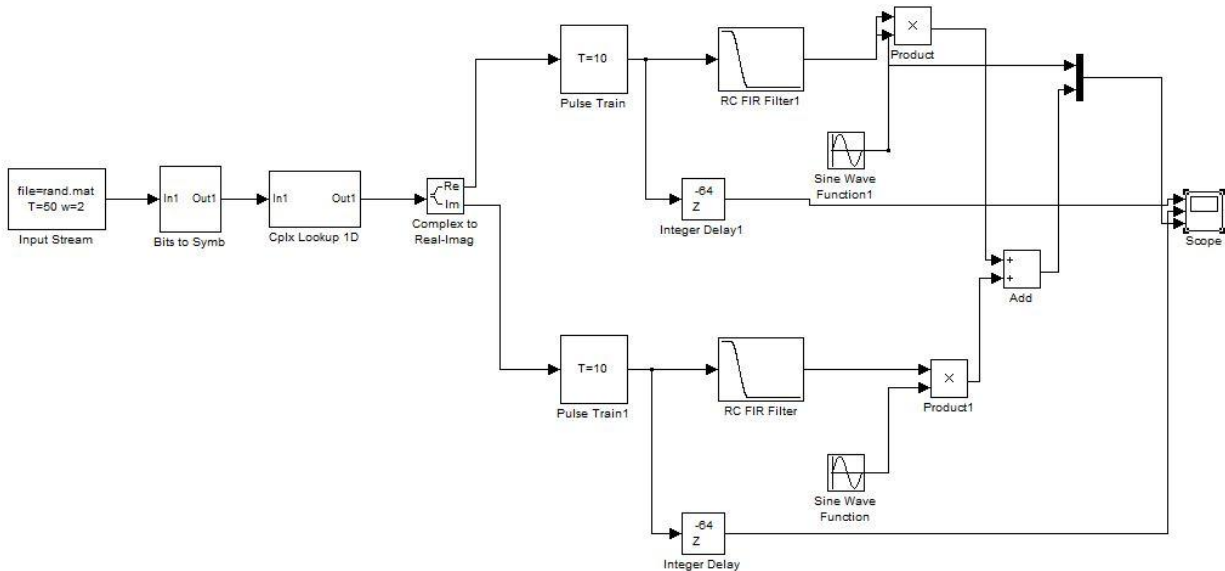 ×
Product
T=10
Pulse Train
RC FIR Filter1
Sine Wave
Function1
file=rand.mat
T=50 w=2
Input Stream
In1 Out1
Bits to Symb
In1 Out1
Cplx Lookup 1D
Re
Im
Complex to
Real-Imag
-64
Z
Integer Delay1
Scope
+
+
Add
T=10
Pulse Train1
RC FIR Filter
×
Product1
Sine Wave
Function
-64
Z
Integer Delay